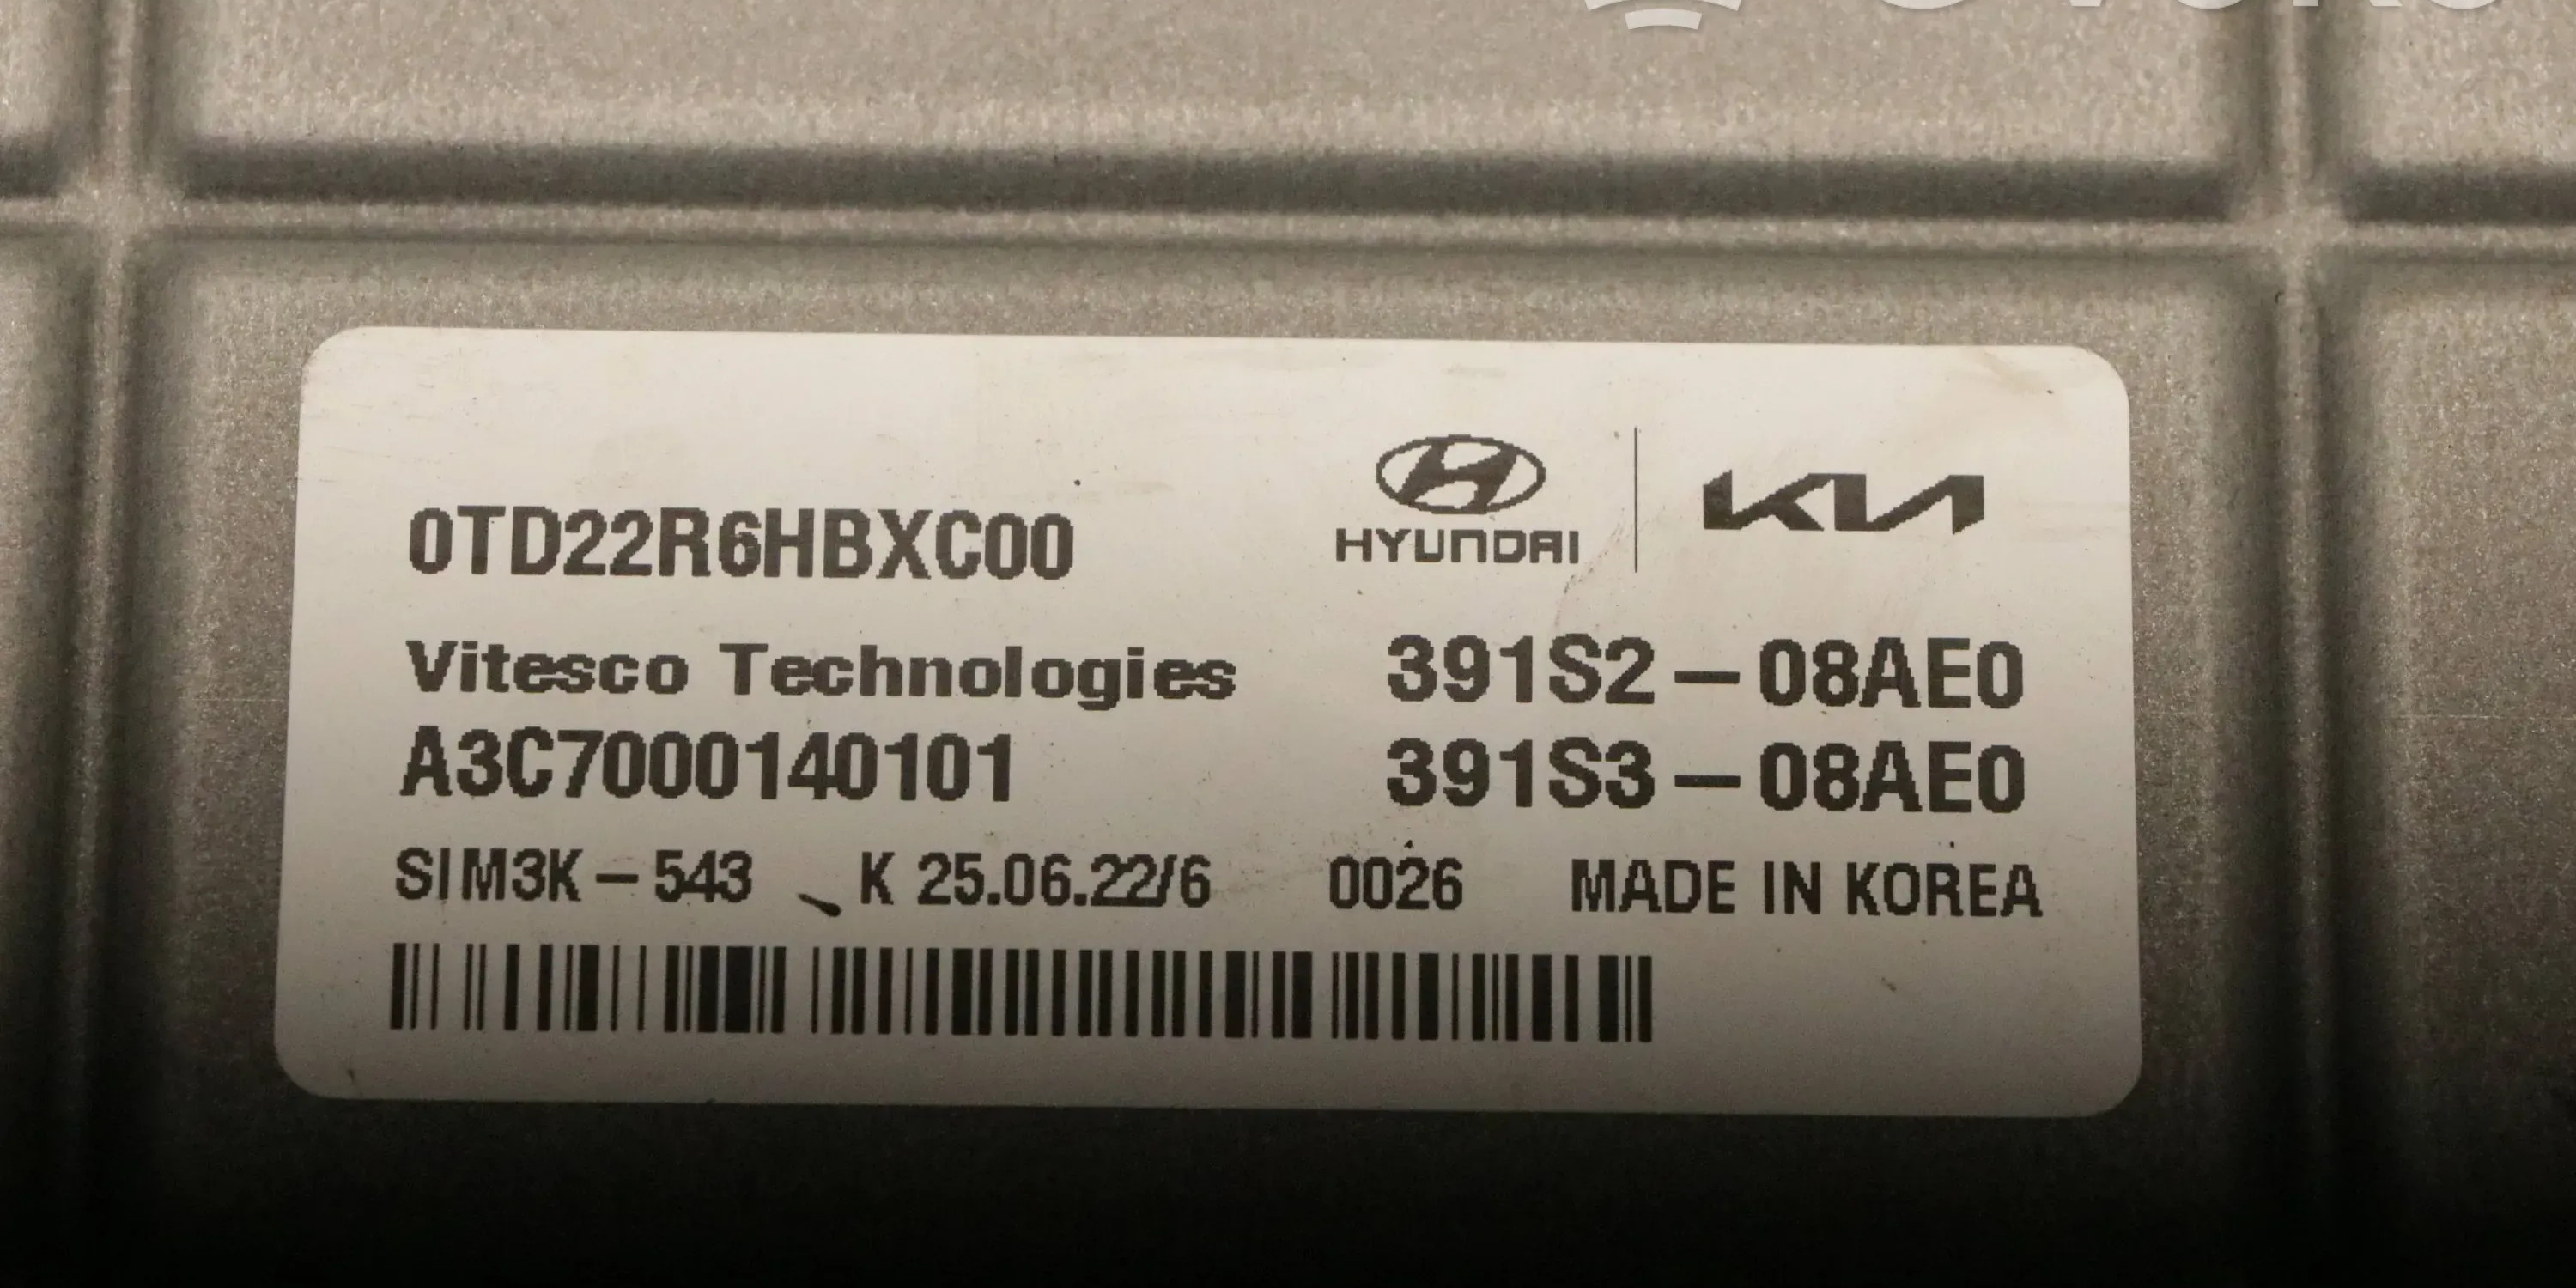 0TD22R6HBXC00
HYUNDAI
KIA
Vitesco Technologies
391S2-08AE0
A3C7000140101
391S3-08AE0
SIM3K-543 K 25.06.22/6 0026 MADE IN KOREA